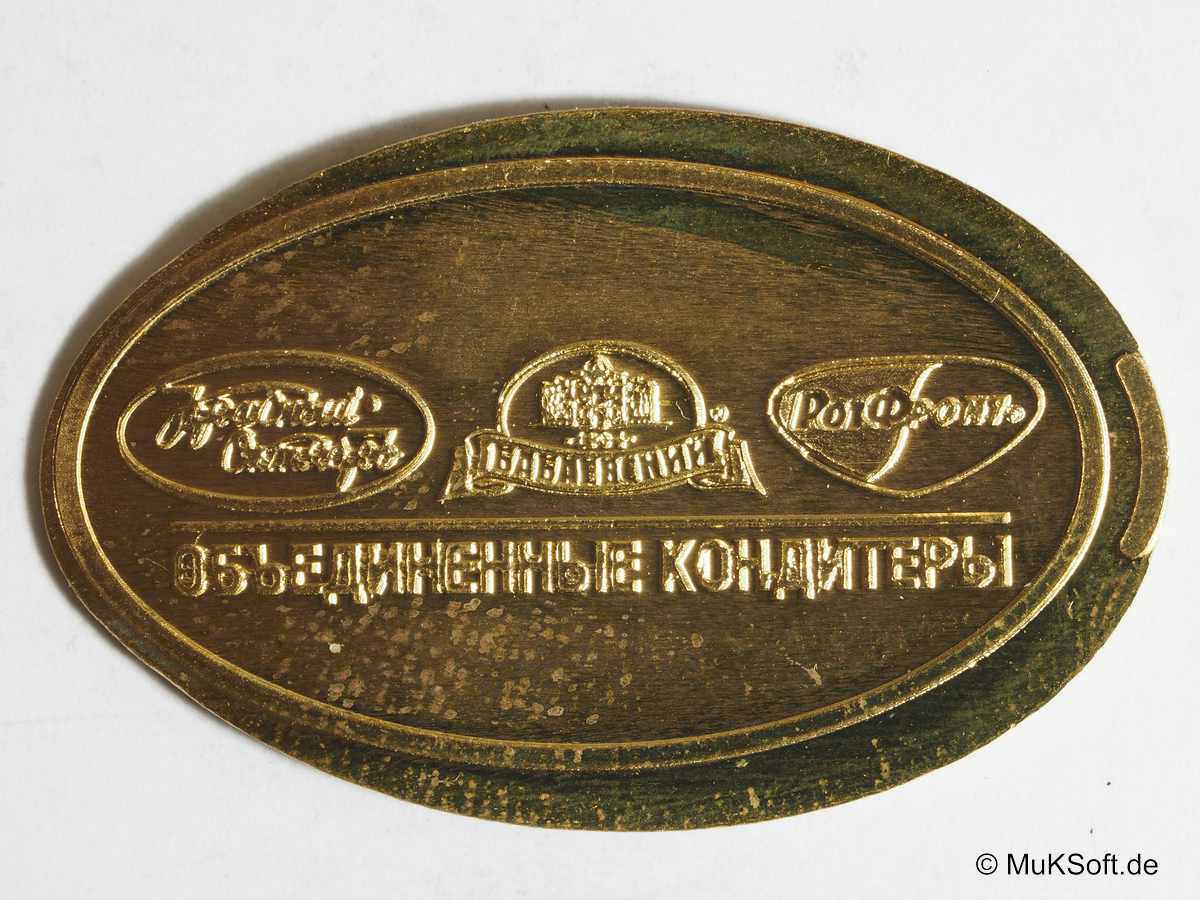 Красный
Октябрь
БАБАЕВСКИЙ
®
РотФронтъ
ОБЪЕДИНЕННЫЕ КОНДИТЕРЫ
© MuKSoft.de